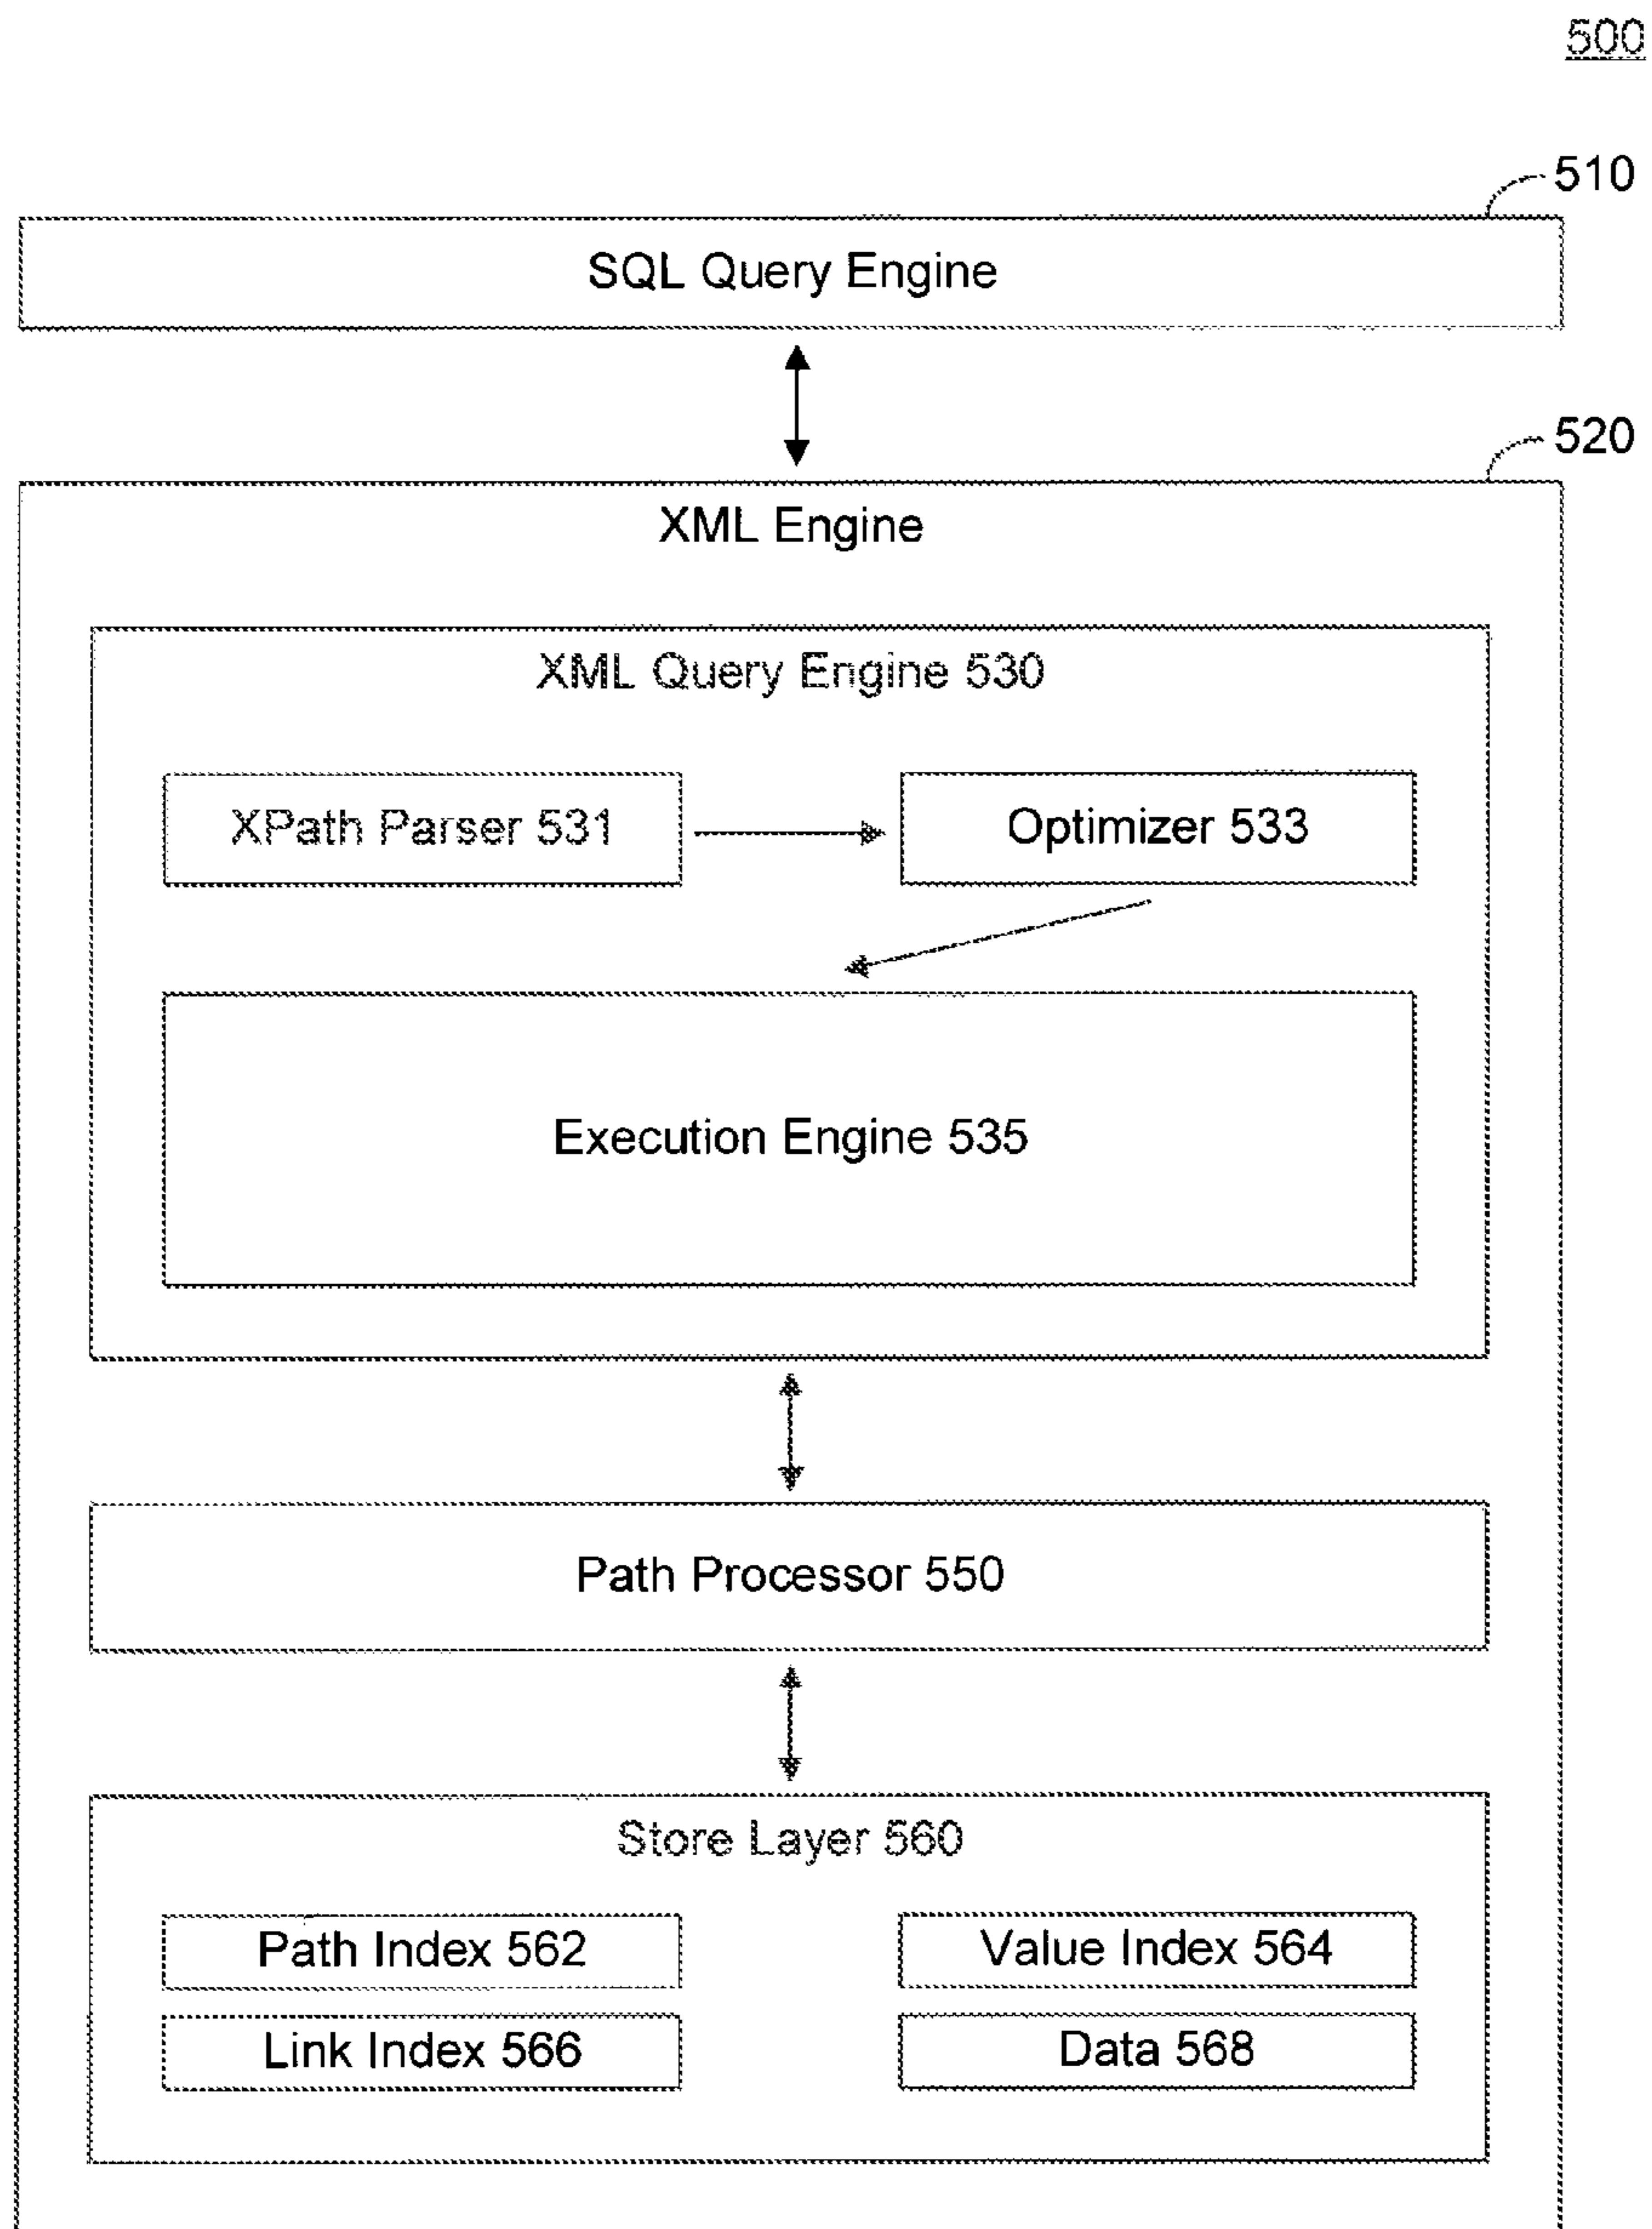 500
510
SQL Query Engine
520
XML Engine
XML Query Engine 530
XPath Parser 531
Optimizer 533
Execution Engine 535
Path Processor 550
Store Layer 560
Path Index 562
Value Index 564
Link Index 566
Data 568